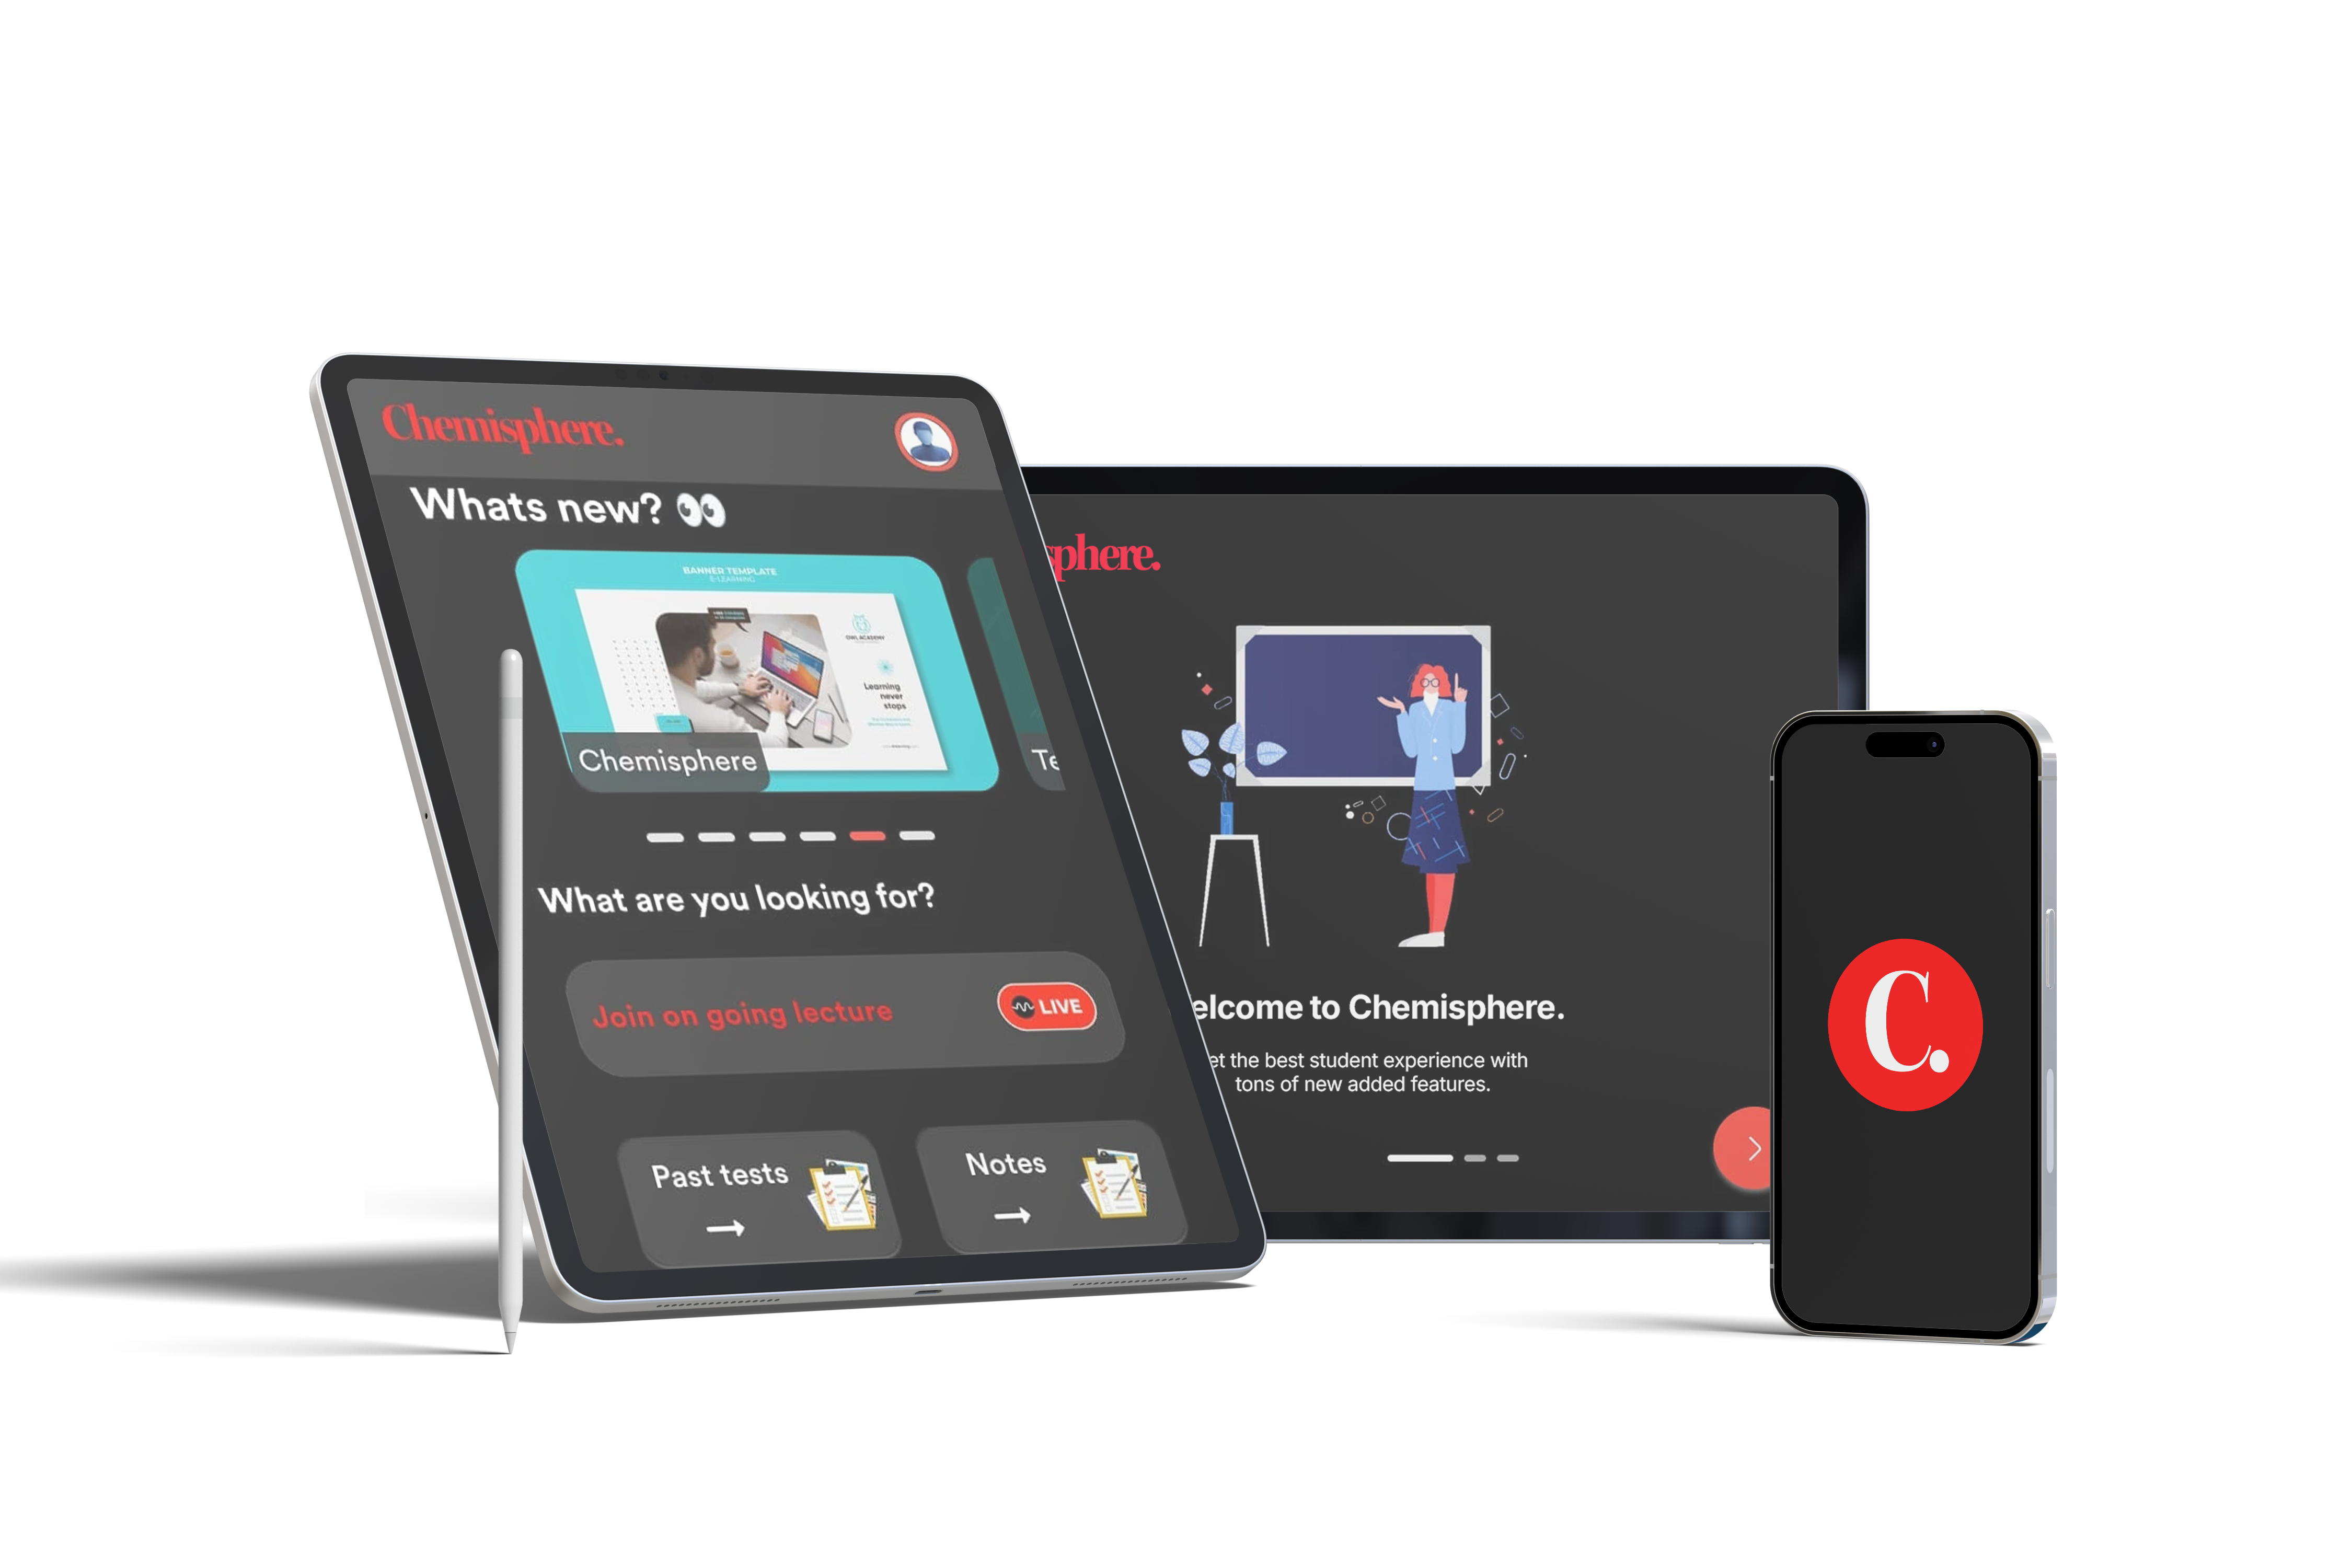 Chemisphere.
Whats new? 👀
BANNER TEMPLATE
E-LEARNING
OWL ACADEMY
Learning
never
stops
Chemisphere
Te
What are you looking for?
Join on going lecture
LIVE
Past tests
Notes
sphere.
elcome to Chemisphere.
et the best student experience with
tons of new added features.
C.